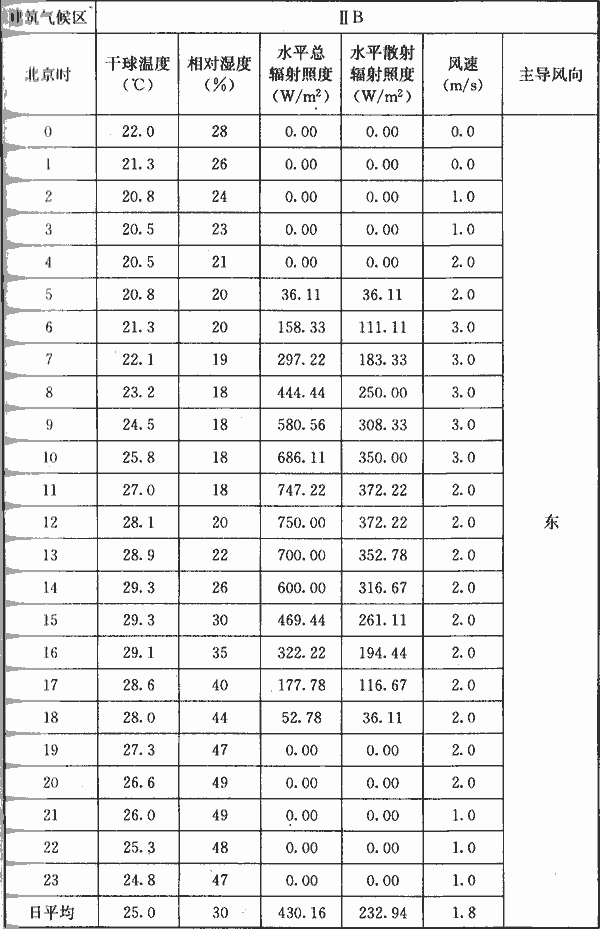 建筑气候区 ⅡB
北京时 干球温度(℃) 相对湿度(%) 水平总辐射照度(W/m²) 水平散射辐射照度(W/m²) 风速(m/s) 主导风向
0 22.0 28 0.00 0.00 0.0
1 21.3 26 0.00 0.00 0.0
2 20.8 24 0.00 0.00 1.0
3 20.5 23 0.00 0.00 1.0
4 20.5 21 0.00 0.00 2.0
5 20.8 20 36.11 36.11 2.0
6 21.3 20 158.33 111.11 3.0
7 22.1 19 297.22 183.33 3.0
8 23.2 18 444.44 250.00 3.0
9 24.5 18 580.56 308.33 3.0
10 25.8 18 686.11 350.00 3.0
11 27.0 18 747.22 372.22 2.0
12 28.1 20 750.00 372.22 2.0 东
13 28.9 22 700.00 352.78 2.0
14 29.3 26 600.00 316.67 2.0
15 29.3 30 469.44 261.11 2.0
16 29.1 35 322.22 194.44 2.0
17 28.6 40 177.78 116.67 2.0
18 28.0 44 52.78 36.11 2.0
19 27.3 47 0.00 0.00 2.0
20 26.6 49 0.00 0.00 2.0
21 26.0 49 0.00 0.00 1.0
22 25.3 48 0.00 0.00 1.0
23 24.8 47 0.00 0.00 1.0
日平均 25.0 30 430.16 232.94 1.8